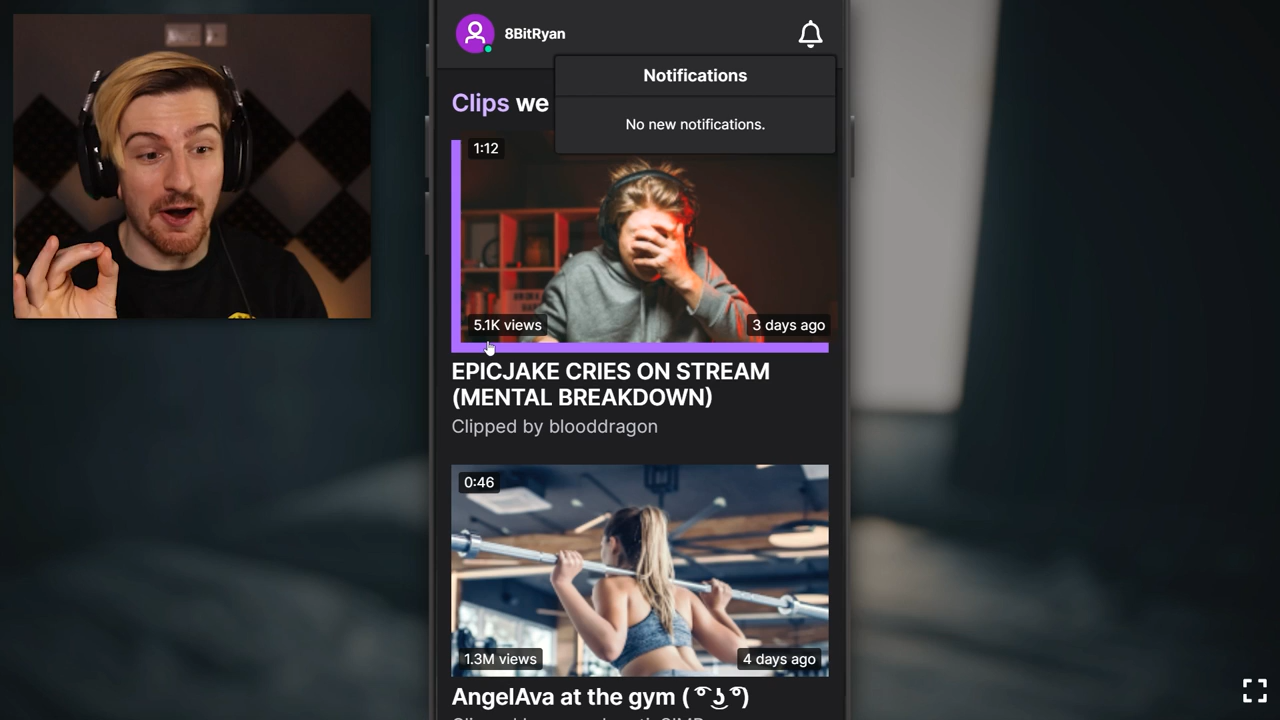 8BitRyan
Notifications
No new notifications.
Clips we
1:12
5.1K views
3 days ago
EPICJAKE CRIES ON STREAM
(MENTAL BREAKDOWN)
Clipped by blooddragon
0:46
1.3M views
4 days ago
AngelAva at the gym ( ͡° ͜ʖ ͡°)